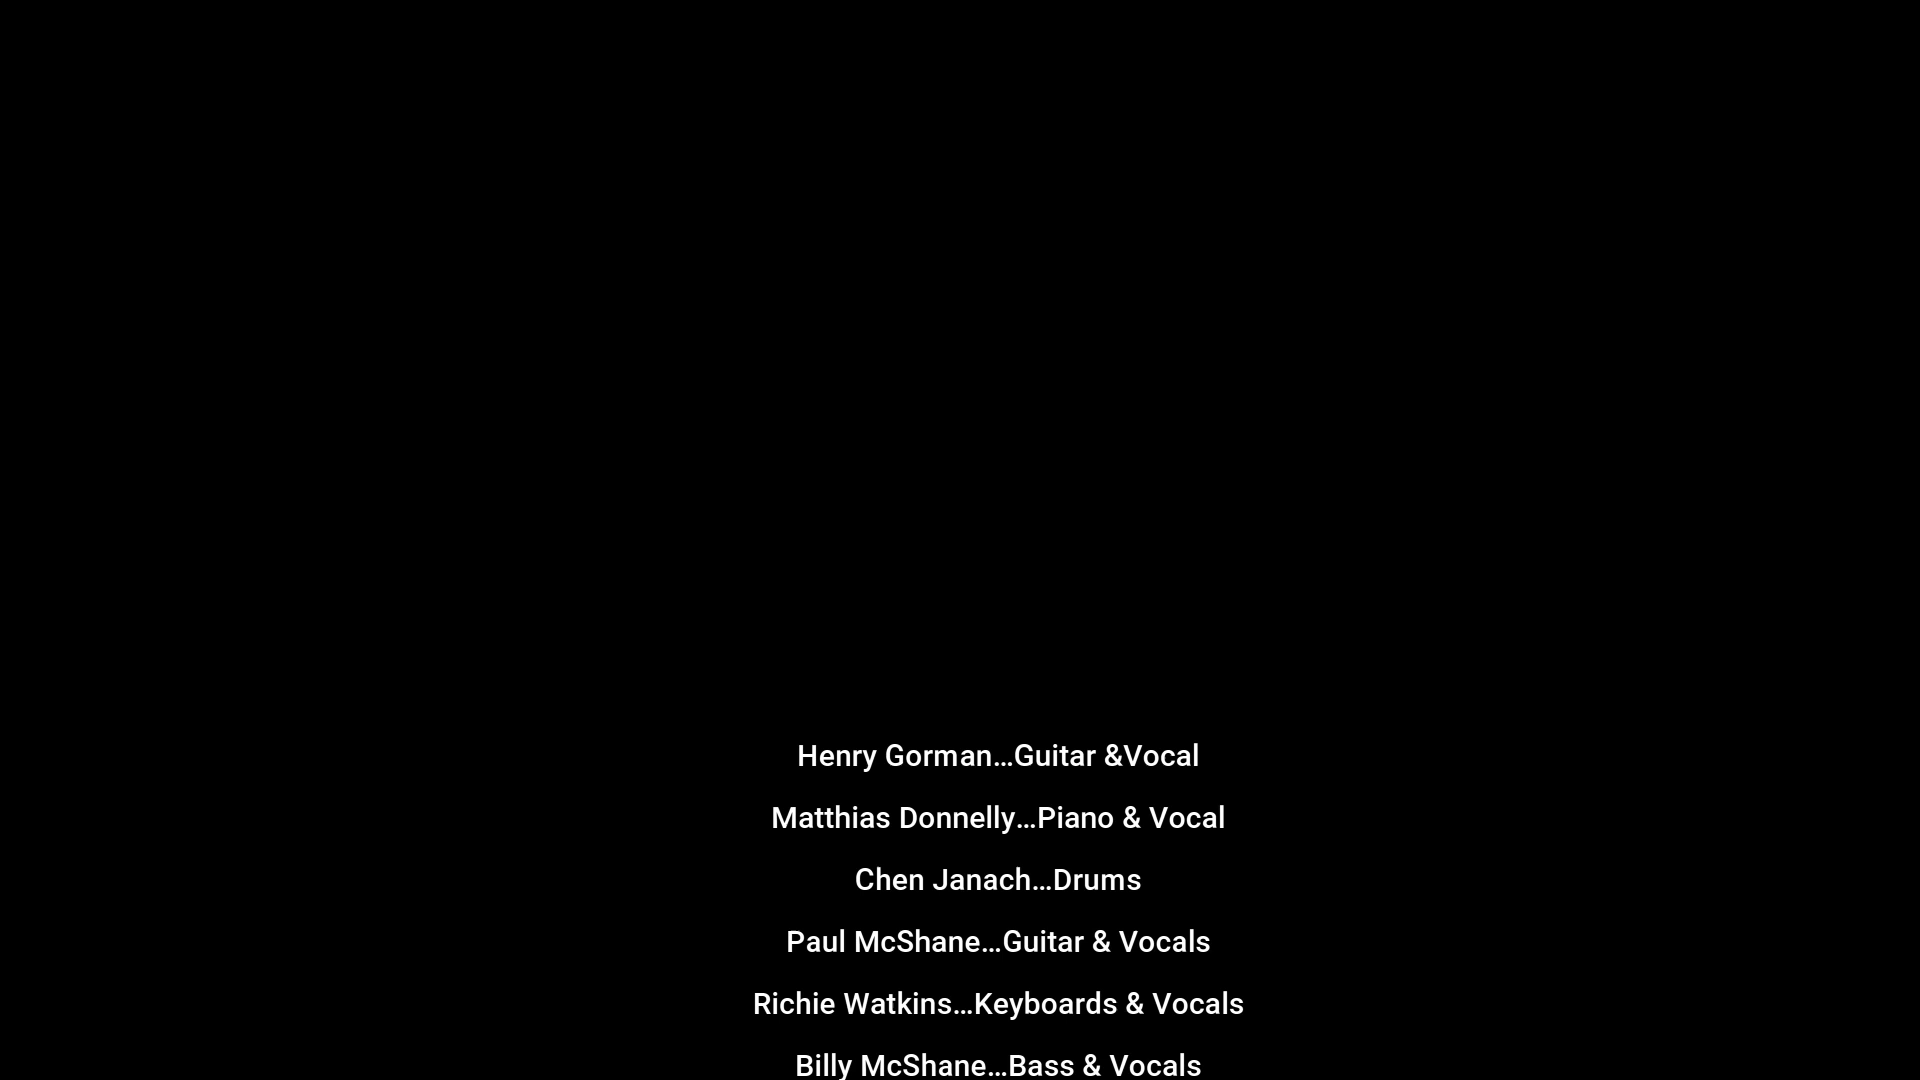 Henry Gorman...Guitar &Vocal
Matthias Donnelly...Piano & Vocal
Chen Janach...Drums
Paul McShane...Guitar & Vocals
Richie Watkins...Keyboards & Vocals
Billy McShane...Bass & Vocals